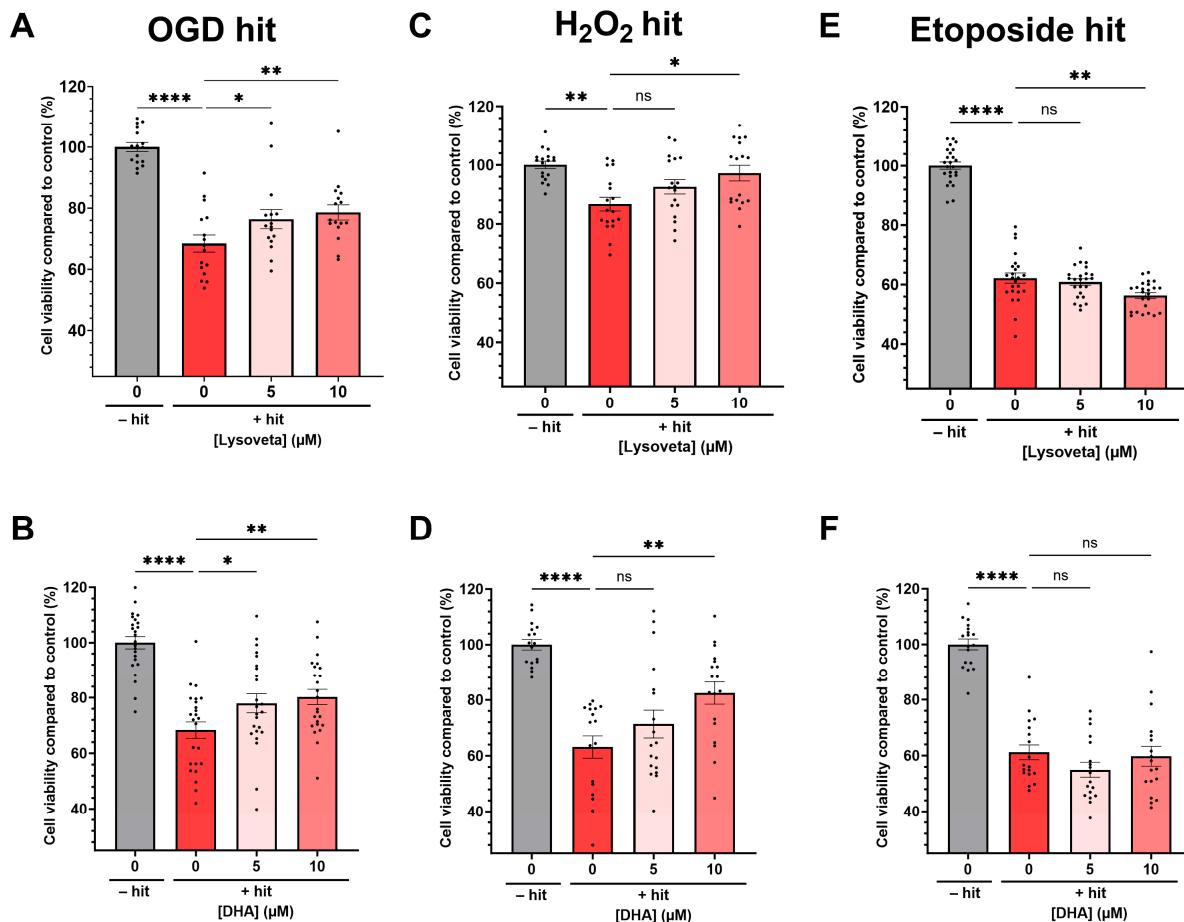 A
OGD hit
C
H₂O₂ hit
E
Etoposide hit
Cell viability compared to control (%)
120
100
80
60
40
**
**** *
0 0 5 10
– hit + hit
[Lysoveta] (µM)
Cell viability compared to control (%)
120
100
80
60
40
*
** ns
0 0 5 10
– hit + hit
[Lysoveta] (µM)
Cell viability compared to control (%)
120
100
80
60
40
**
**** ns
0 0 5 10
– hit + hit
[Lysoveta] (µM)
B
Cell viability compared to control (%)
120
100
80
60
40
**
**** *
0 0 5 10
– hit + hit
[DHA] (µM)
D
Cell viability compared to control (%)
120
100
80
60
40
**
**** ns
0 0 5 10
– hit + hit
[DHA] (µM)
F
Cell viability compared to control (%)
120
100
80
60
40
ns
**** ns
0 0 5 10
– hit + hit
[DHA] (µM)